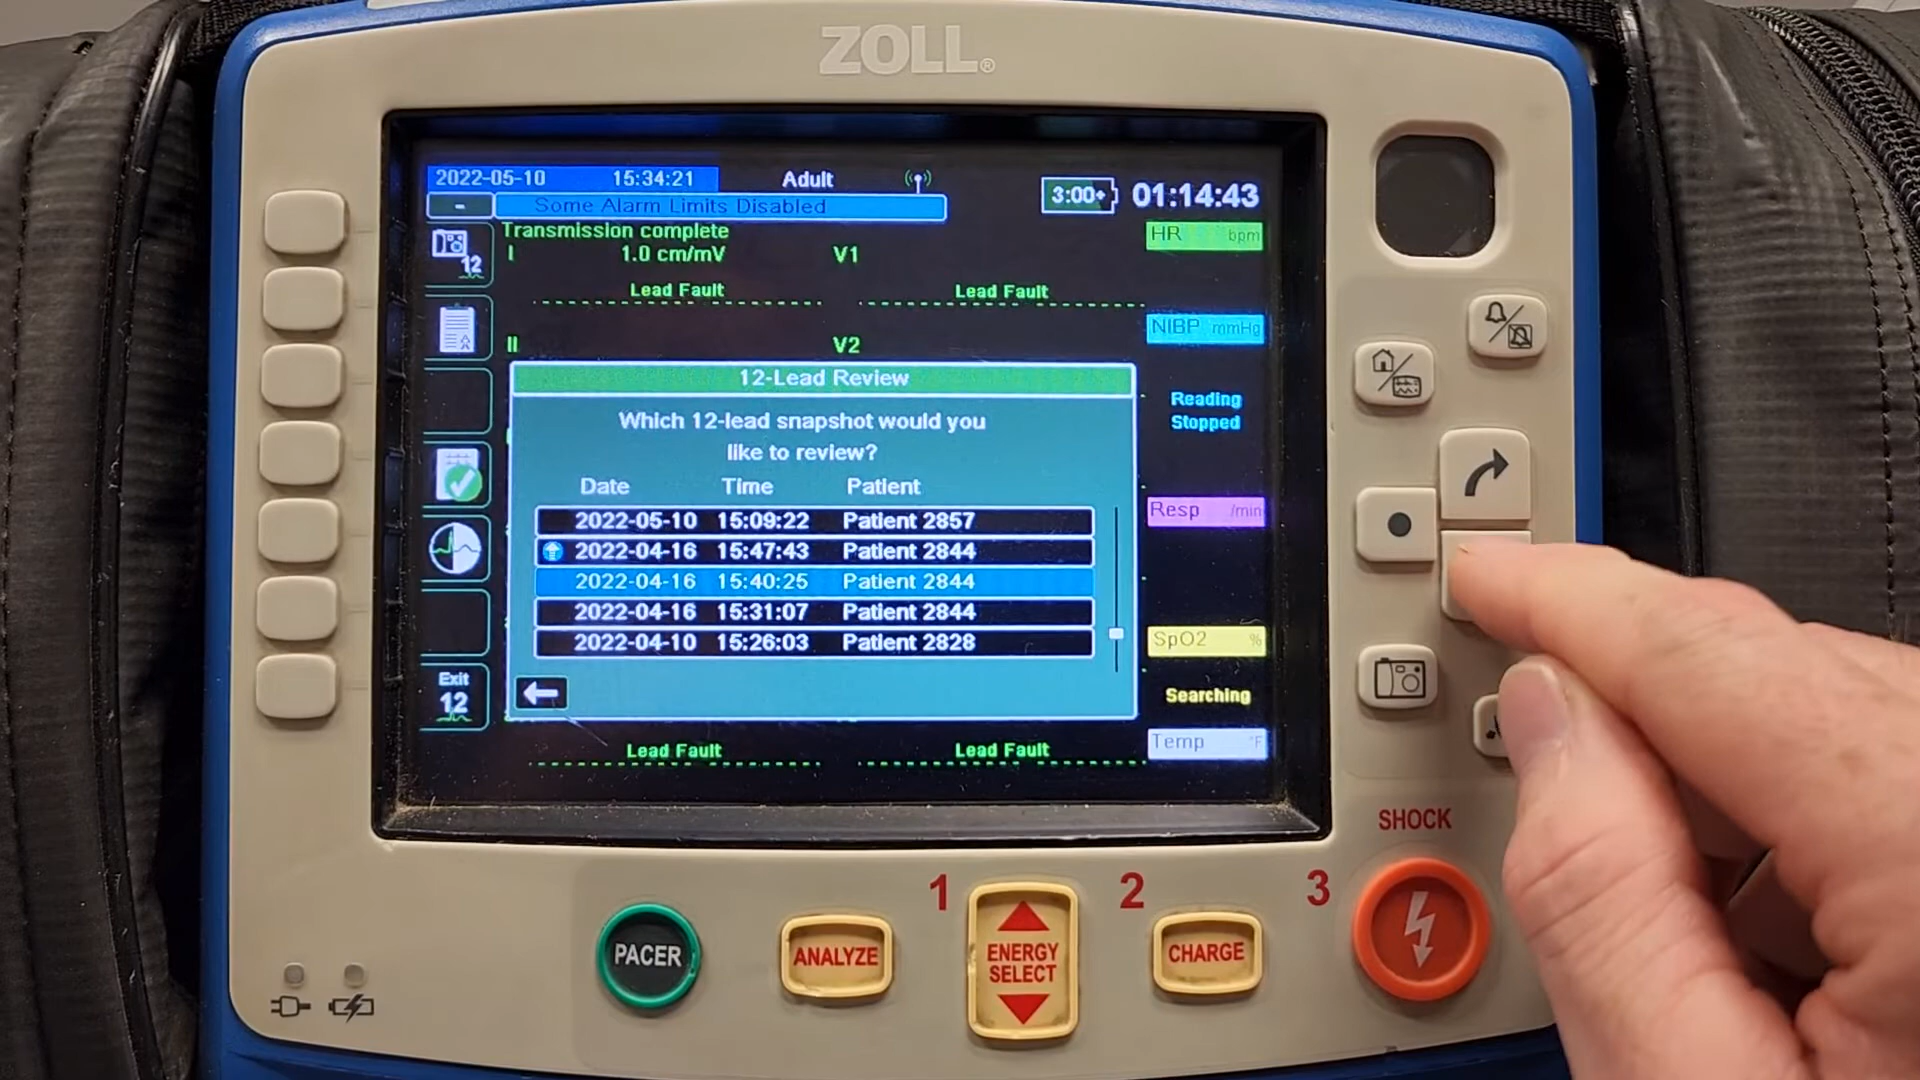 ZOLL®
2022-05-10 15:34:21 Adult 3:00+ 01:14:43
- Some Alarm Limits Disabled
Transmission complete
HR bpm
I 1.0 cm/mV V1
12
Lead Fault Lead Fault
NIBP mmHg
II V2
12-Lead Review
Reading
Stopped
Which 12-lead snapshot would you
like to review?
Date Time Patient
2022-05-10 15:09:22 Patient 2857
2022-04-16 15:47:43 Patient 2844
2022-04-16 15:40:25 Patient 2844
2022-04-16 15:31:07 Patient 2844
2022-04-10 15:26:03 Patient 2828
Resp /min
SpO2 %
Searching
Exit
12
Lead Fault Lead Fault
Temp °F
SHOCK
1 2 3
PACER
ANALYZE
ENERGY
SELECT
CHARGE